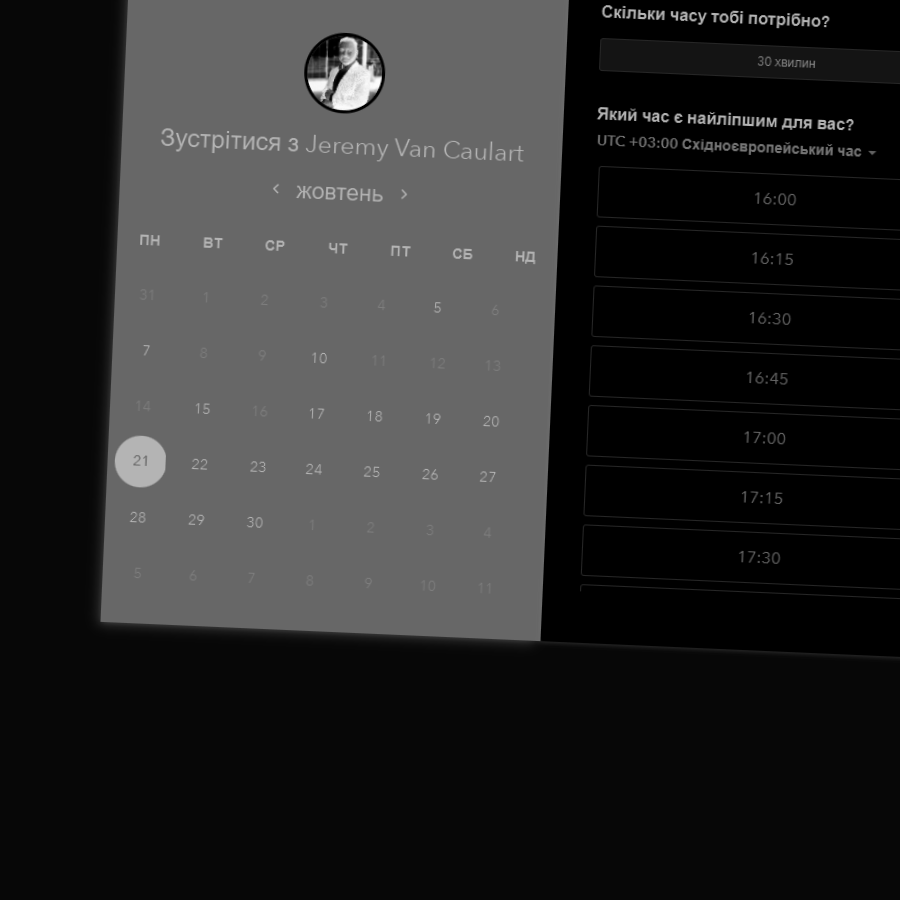 Зустрітися з Jeremy Van Caulart
жовтень
ПН ВТ СР ЧТ ПТ СБ НД
31 1 2 3 4 5 6
7 8 9 10 11 12 13
14 15 16 17 18 19 20
21 22 23 24 25 26 27
28 29 30 1 2 3 4
5 6 7 8 9 10 11
Скільки часу тобі потрібно?
30 хвилин
Який час є найліпшим для вас?
UTC +03:00 Східноєвропейський час
16:00
16:15
16:30
16:45
17:00
17:15
17:30